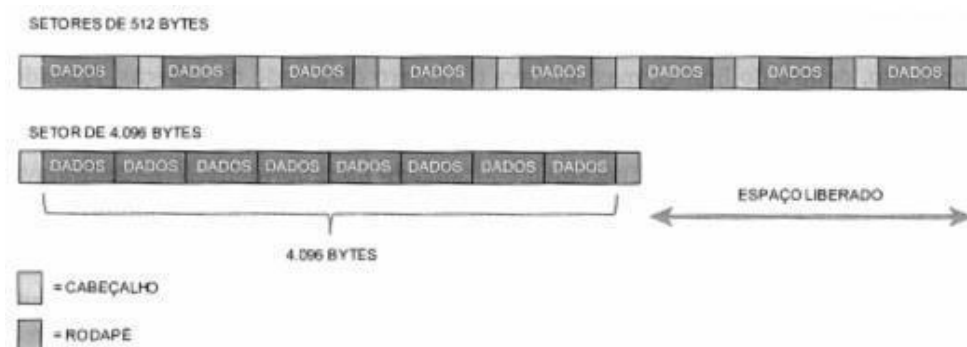 SETORES DE 512 BYTES
DADOS DADOS DADOS DADOS DADOS DADOS DADOS DADOS
SETOR DE 4.096 BYTES
DADOS DADOS DADOS DADOS DADOS DADOS DADOS DADOS
ESPAÇO LIBERADO
4.096 BYTES
= CABEÇALHO
= RODAPÉ